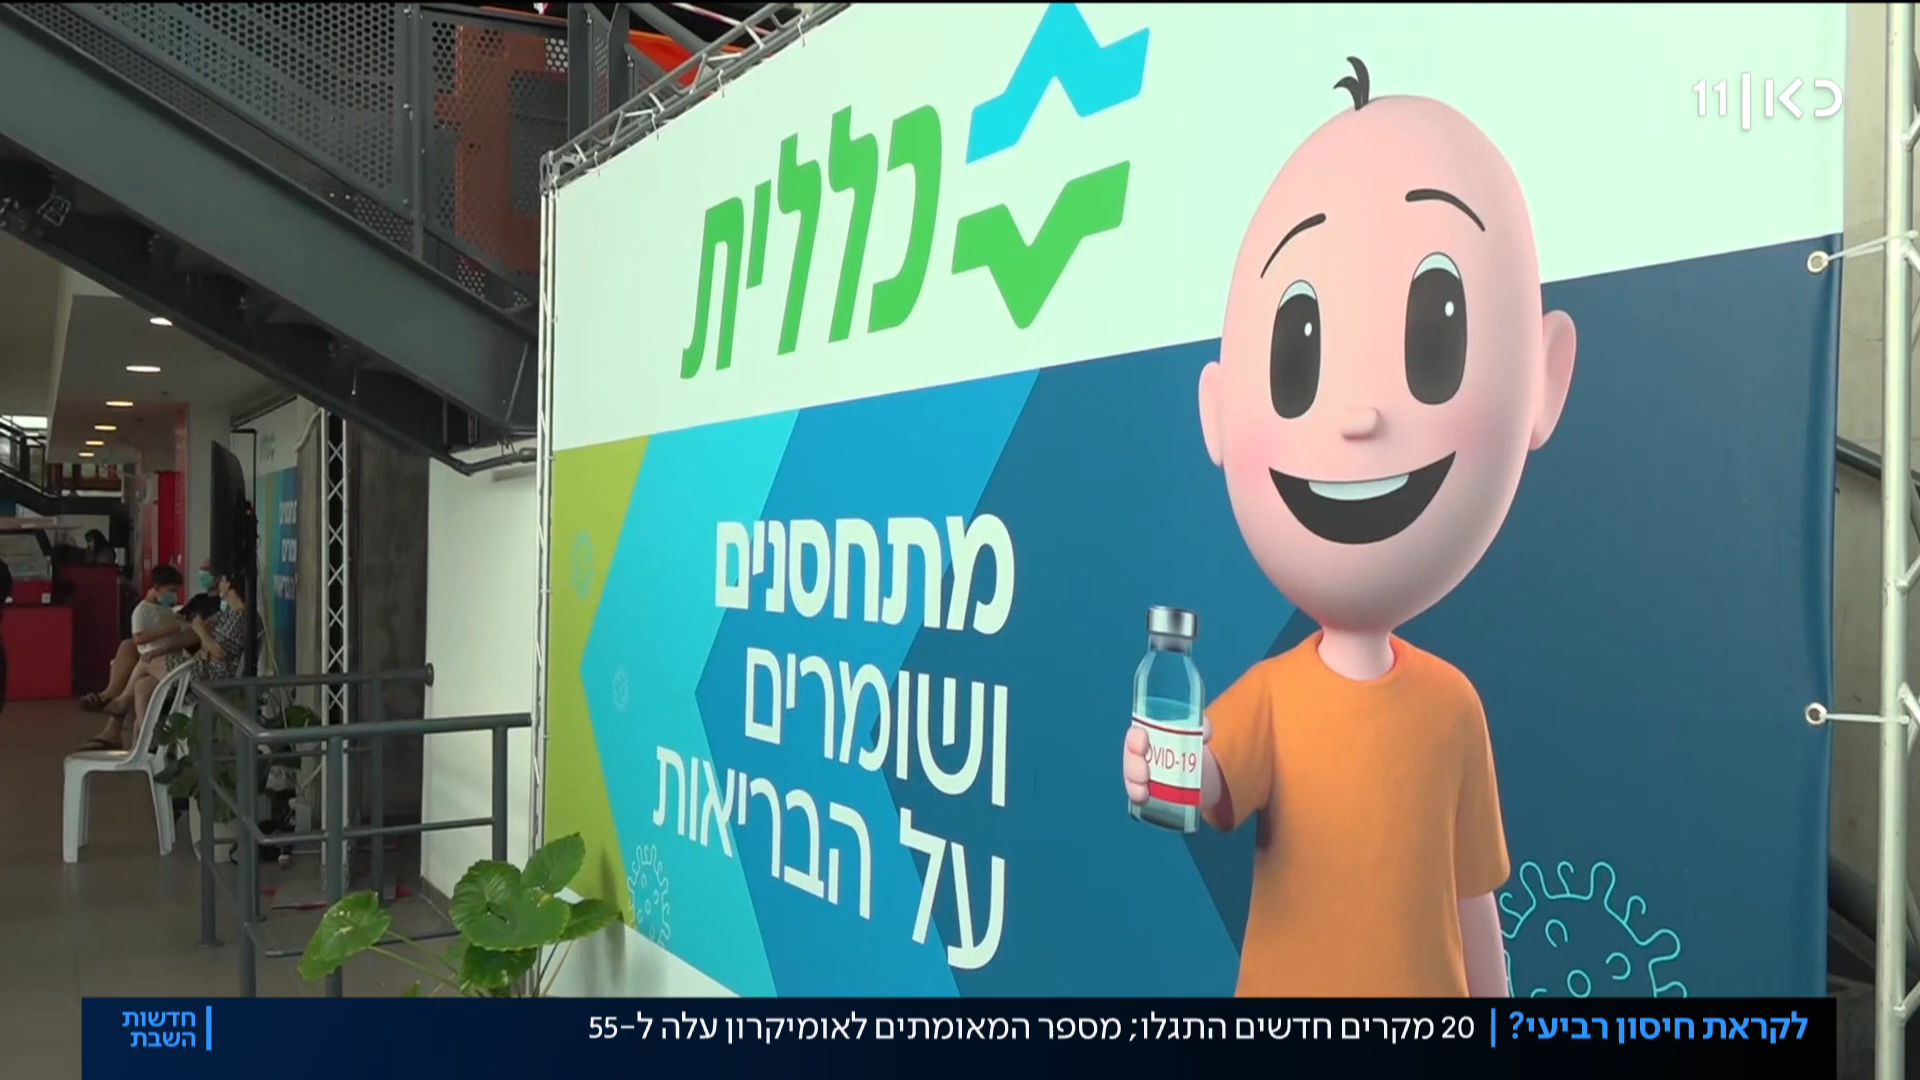 כאן 11
כללית
מתחסנים
ושומרים
על הבריאות
OVID-19
לקראת חיסון רביעי? | 20 מקרים חדשים התגלו; מספר המאומתים לאומיקרון עלה ל-55
חדשות
השבת